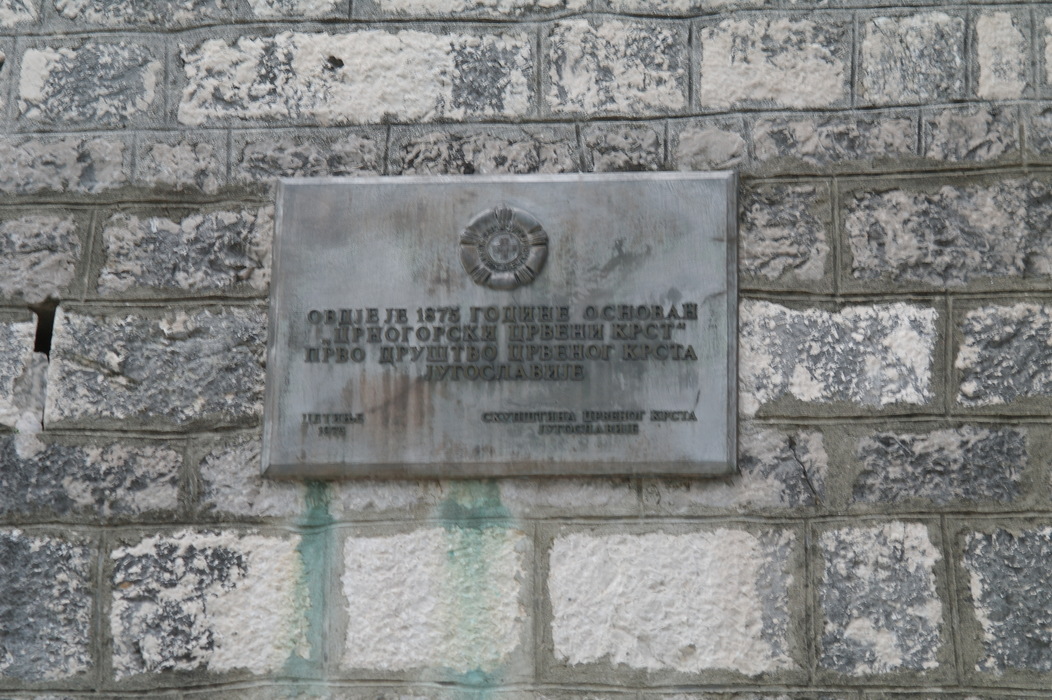 ОВДЈЕ ЈЕ 1875 ГОДИНЕ ОСНОВАН
„ЦРНОГОРСКИ ЦРВЕНИ КРСТ“
ПРВО ДРУШТВО ЦРВЕНОГ КРСТА
ЈУГОСЛАВИЈЕ
ЦЕТИЊЕ
СКУПШТИНА ЦРВЕНОГ КРСТА
ЈУГОСЛАВИЈЕ